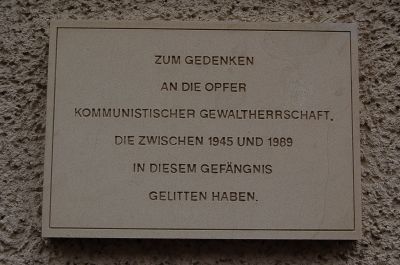 ZUM GEDENKEN
AN DIE OPFER
KOMMUNISTISCHER GEWALTHERRSCHAFT.
DIE ZWISCHEN 1945 UND 1989
IN DIESEM GEFÄNGNIS
GELITTEN HABEN.